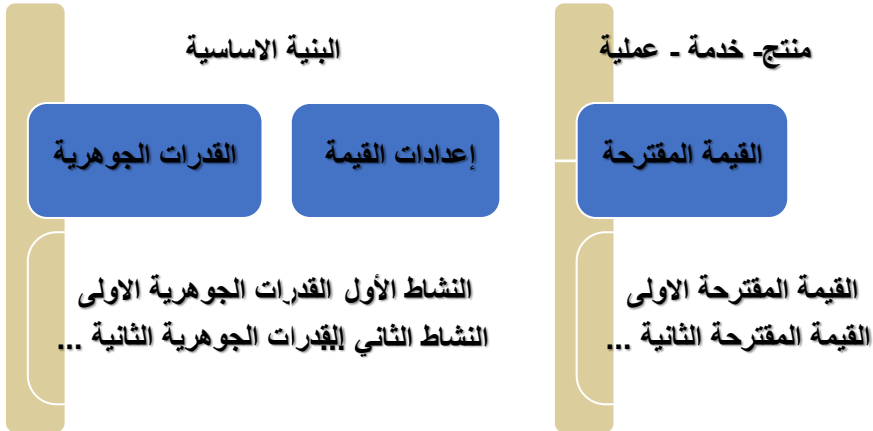 منتج- خدمة - عملية
البنية الاساسية
القيمة المقترحة
إعدادات القيمة
القدرات الجوهرية
القيمة المقترحة الاولى
القيمة المقترحة الثانية ...
النشاط الأول
النشاط الثاني ...
القدرات الجوهرية الاولى
القدرات الجوهرية الثانية ...